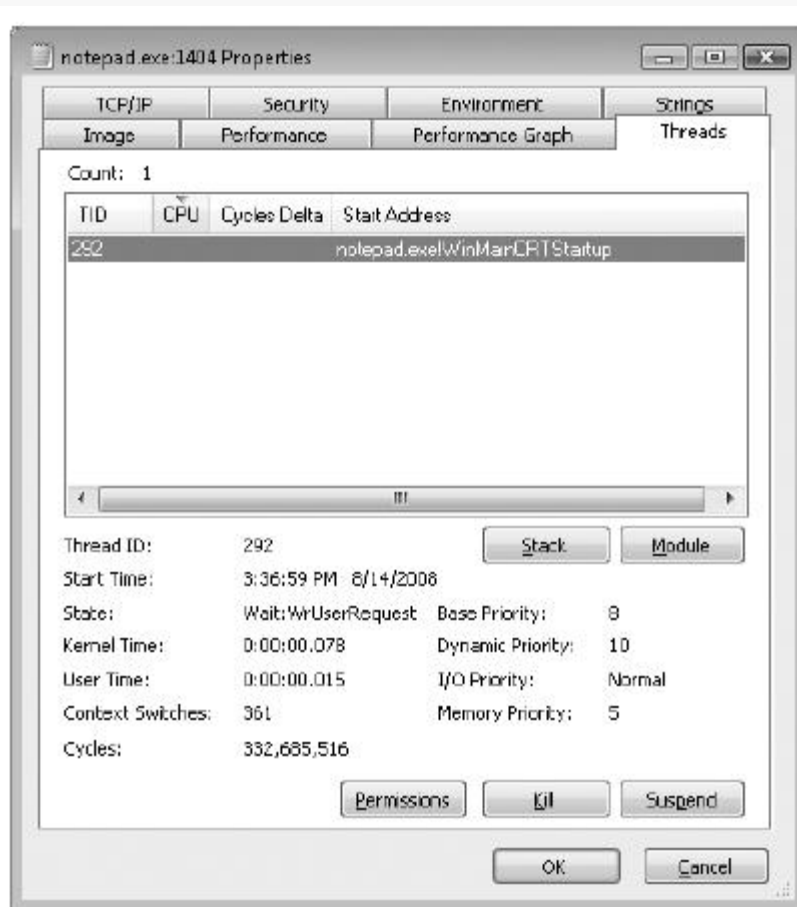 notepad.exe:1404 Properties
TCP/IP Security Environment Strings
Image Performance Performance Graph Threads
Count: 1
TID CPU Cycles Delta Start Address
292 notepad.exe!WinMainCRTStartup
Thread ID: 292 Stack Module
Start Time: 3:36:59 PM 8/14/2008
State: Wait:WrUserRequest Base Priority: 8
Kernel Time: 0:00:00.078 Dynamic Priority: 10
User Time: 0:00:00.015 I/O Priority: Normal
Context Switches: 361 Memory Priority: 5
Cycles: 332,685,516
Permissions Kill Suspend
OK Cancel